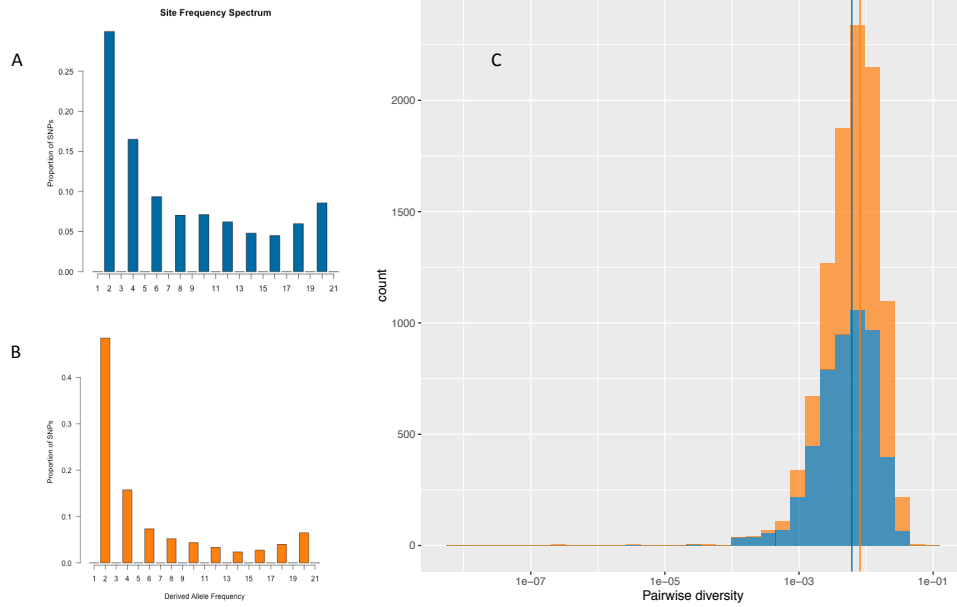 Site Frequency Spectrum
A
Proportion of SNPs
0.25
0.20
0.15
0.10
0.05
0.00
1 2 3 4 5 6 7 8 9 11 13 15 17 19 21
B
Proportion of SNPs
0.4
0.3
0.2
0.1
0.0
1 2 3 4 5 6 7 8 9 11 13 15 17 19 21
Derived Allele Frequency
C
count
2000
1500
1000
500
0
1e-07 1e-05 1e-03 1e-01
Pairwise diversity